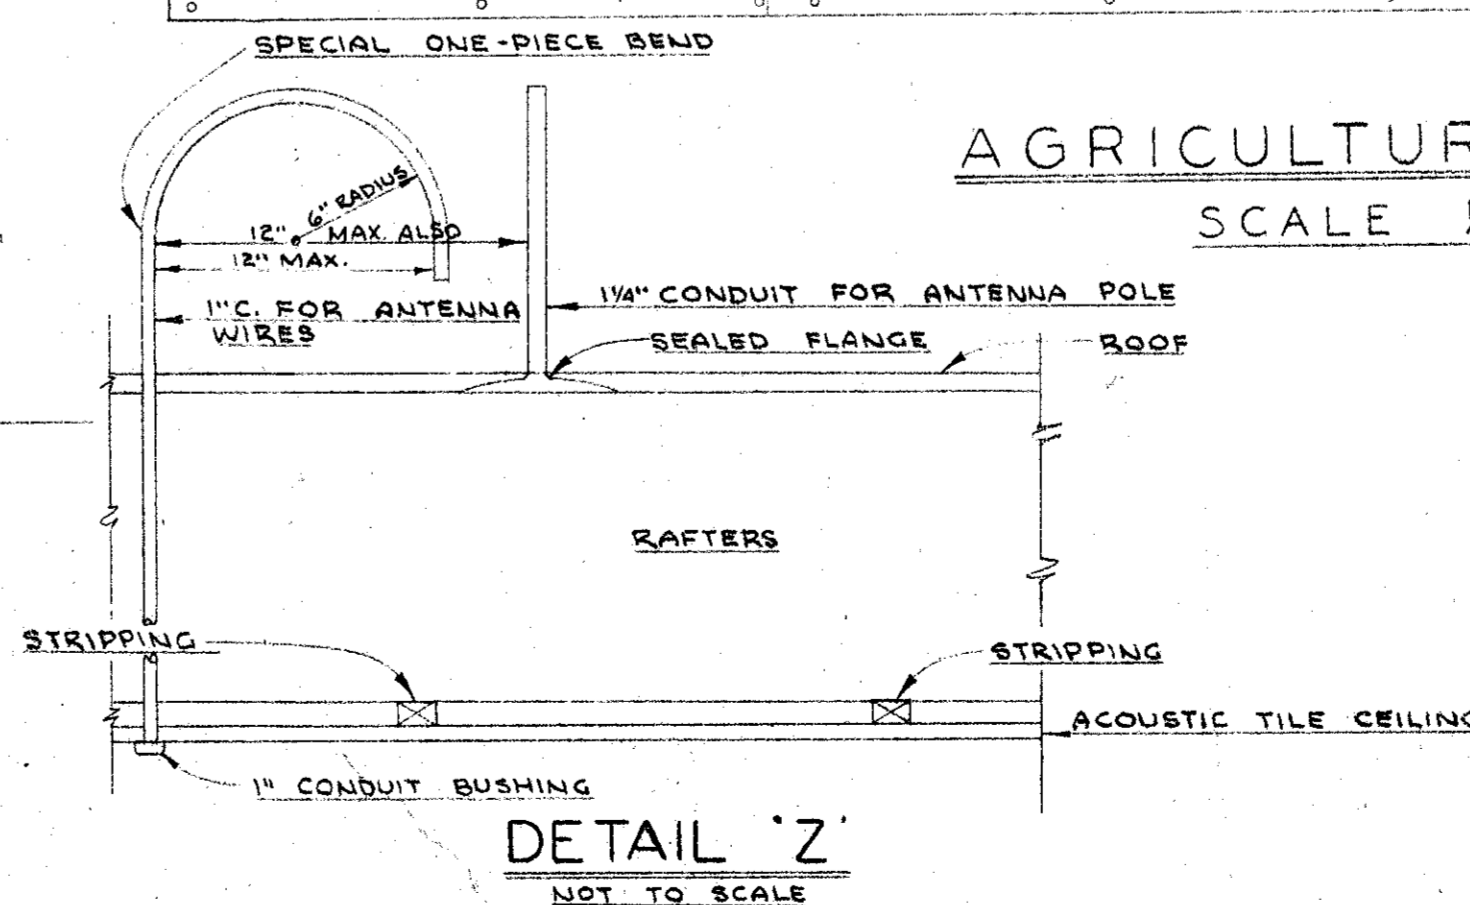 SPECIAL ONE-PIECE BEND
AGRICULTUR
SCALE
6" RADIUS
12" MAX. ALSO
12" MAX.
1"C. FOR ANTENNA
WIRES
1¼" CONDUIT FOR ANTENNA POLE
SEALED FLANGE
ROOF
RAFTERS
STRIPPING
STRIPPING
ACOUSTIC TILE CEILING
1" CONDUIT BUSHING
DETAIL 'Z'
NOT TO SCALE